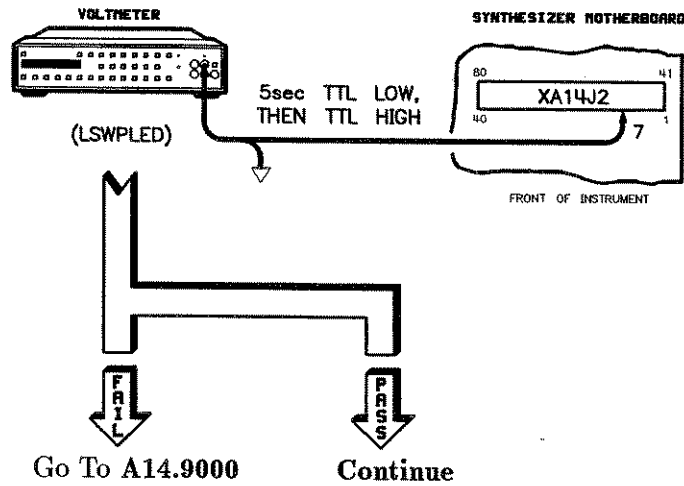 VOLTMETER
SYNTHESIZER MOTHERBOARD
5sec TTL LOW,
THEN TTL HIGH
80 41
XA14J2
40 1
7
(LSWPLED)
FRONT OF INSTRUMENT
FAIL
PASS
Go To A14.9000
Continue